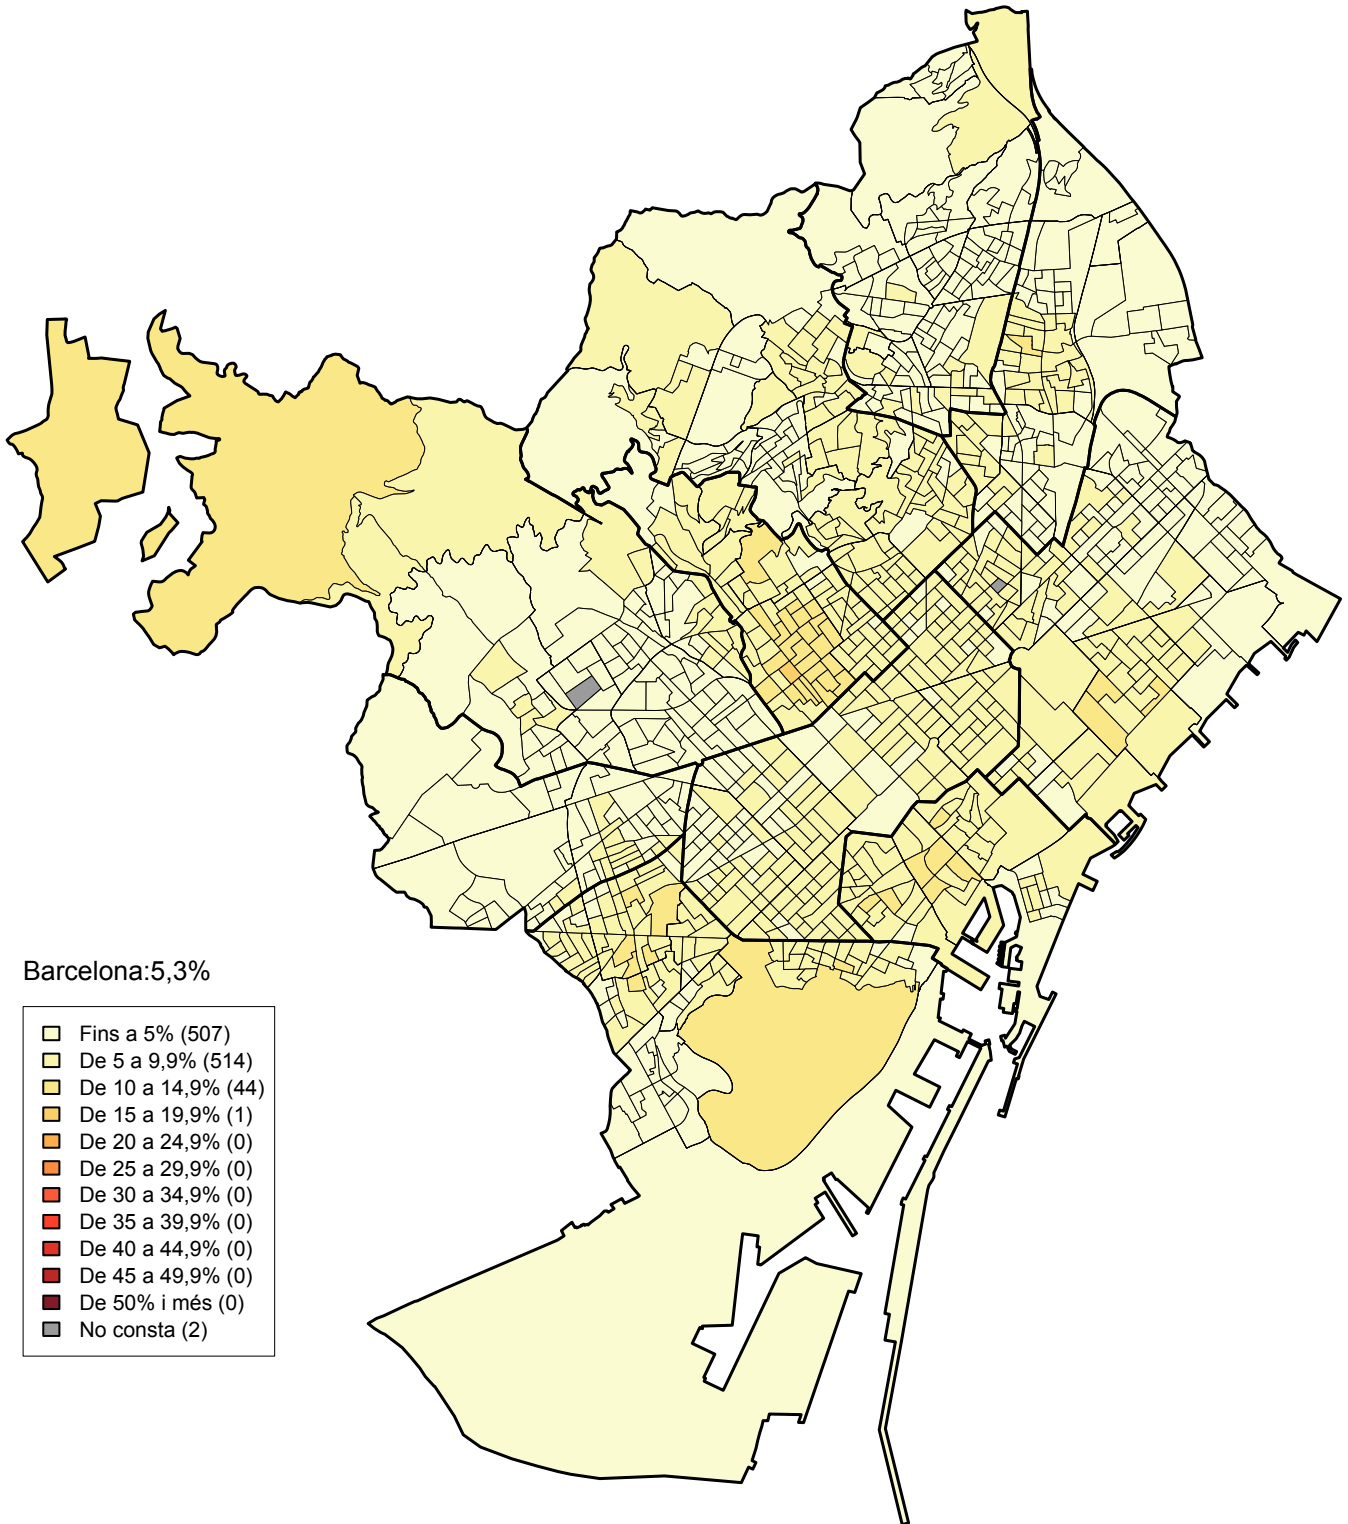 Barcelona:5,3%
Fins a 5% (507)
De 5 a 9,9% (514)
De 10 a 14,9% (44)
De 15 a 19,9% (1)
De 20 a 24,9% (0)
De 25 a 29,9% (0)
De 30 a 34,9% (0)
De 35 a 39,9% (0)
De 40 a 44,9% (0)
De 45 a 49,9% (0)
De 50% i més (0)
No consta (2)